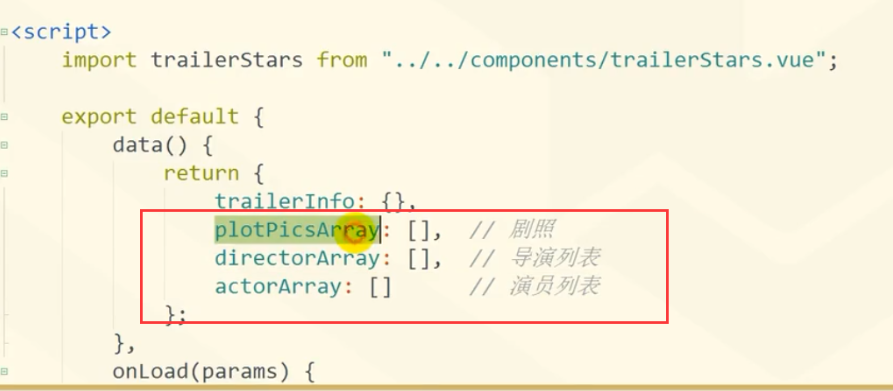 <script>
import trailerStars from "../../components/trailerStars.vue";
export default {
data() {
return {
trailerInfo: {},
plotPicsArray: [], // 剧照
directorArray: [], // 导演列表
actorArray: [] // 演员列表
};
},
onLoad(params) {